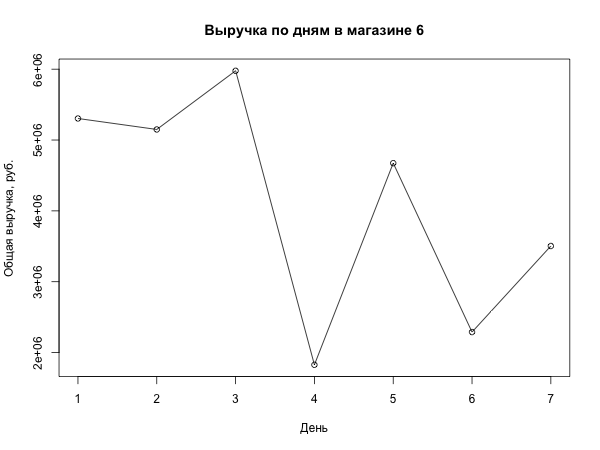 Выручка по дням в магазине 6
Общая выручка, руб.
6e+06
5e+06
4e+06
3e+06
2e+06
1 2 3 4 5 6 7
День